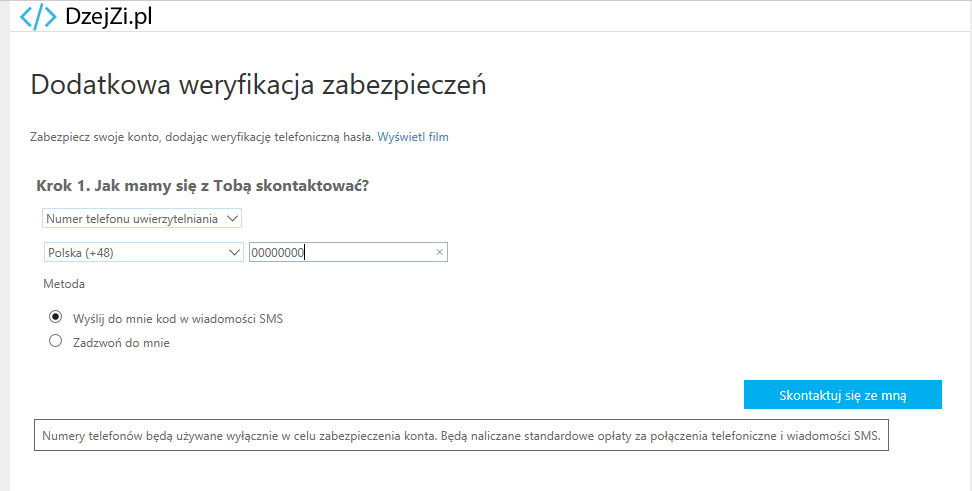 </> DzejZi.pl
Dodatkowa weryfikacja zabezpieczeń
Zabezpiecz swoje konto, dodając weryfikację telefoniczną hasła. Wyświetl film
Krok 1. Jak mamy się z Tobą skontaktować?
Numer telefonu uwierzytelniania
Polska (+48) 00000000 ×
Metoda
Wyślij do mnie kod w wiadomości SMS
Zadzwoń do mnie
Skontaktuj się ze mną
Numery telefonów będą używane wyłącznie w celu zabezpieczenia konta. Będą naliczane standardowe opłaty za połączenia telefoniczne i wiadomości SMS.